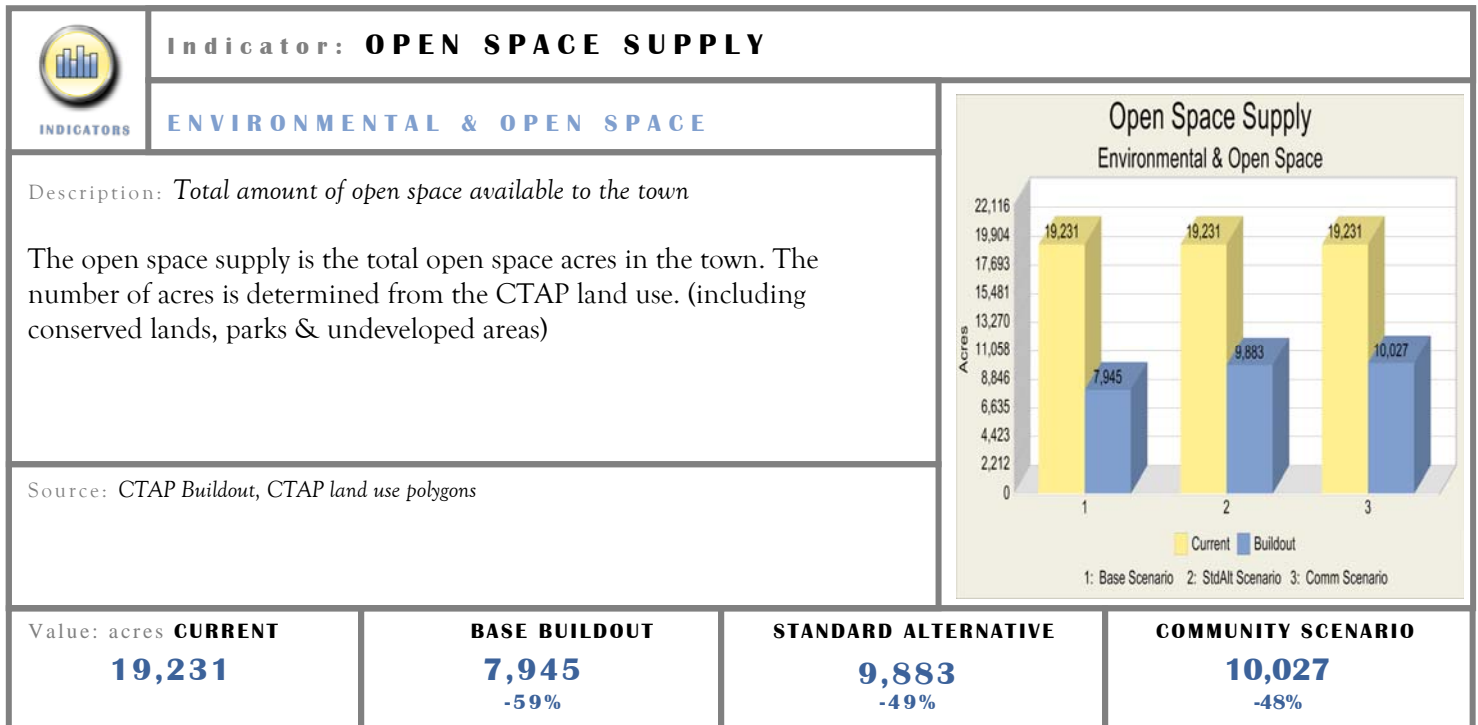 Indicator: OPEN SPACE SUPPLY
INDICATORS
ENVIRONMENTAL & OPEN SPACE
Description: Total amount of open space available to the town
The open space supply is the total open space acres in the town. The
number of acres is determined from the CTAP land use. (including
conserved lands, parks & undeveloped areas)
Source: CTAP Buildout, CTAP land use polygons
Open Space Supply
Environmental & Open Space
22,116
19,904
17,693
15,481
13,270
11,058
8,846
6,635
4,423
2,212
0
Acres
19,231 19,231 19,231
7,945 9,883 10,027
1 2 3
Current Buildout
1: Base Scenario 2: StdAlt Scenario 3: Comm Scenario
Value: acres CURRENT
19,231
BASE BUILDOUT
7,945
-59%
STANDARD ALTERNATIVE
9,883
-49%
COMMUNITY SCENARIO
10,027
-48%